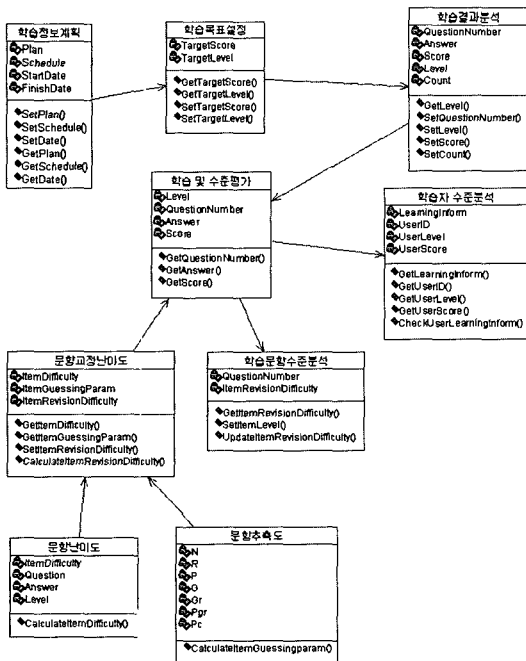 학습정보계획
Plan
Schedule
StartDate
FinishDate
SetPlan()
SetSchedule()
SetDate()
GetPlan()
GetSchedule()
GetDate()
학습목표설정
TargetScore
TargetLevel
GetTargetScore()
GetTargetLevel()
SetTargetScore()
SetTargetLevel()
학습결과분석
QuestionNumber
Answer
Score
Level
Count
GetLevel()
SetQuestionNumber()
SetLevel()
SetScore()
SetCount()
학습 및 수준평가
Level
QuestionNumber
Answer
Score
GetQuestionNumber()
GetAnswer()
GetScore()
학습자 수준분석
LearningInform
UserID
UserLevel
UserScore
GetLearningInform()
GetUserID()
GetUserLevel()
GetUserScore()
CheckUserLearningInform()
문항교정난이도
ItemDifficulty
ItemGuessingParam
ItemRevisionDifficulty
GetItemDifficulty()
GetItemGuessingParam()
SetItemRevisionDifficulty()
CalculateItemRevisionDifficulty()
학습문항수준분석
QuestionNumber
ItemRevisionDifficulty
GetItemRevisionDifficulty()
SetItemLevel()
UpdateItemRevisionDifficulty()
문항난이도
ItemDifficulty
Question
Answer
Level
CalculateItemDifficulty()
문항추측도
N
R
P
G
Gr
Pgr
Pc
CalculateItemGuessingparam()